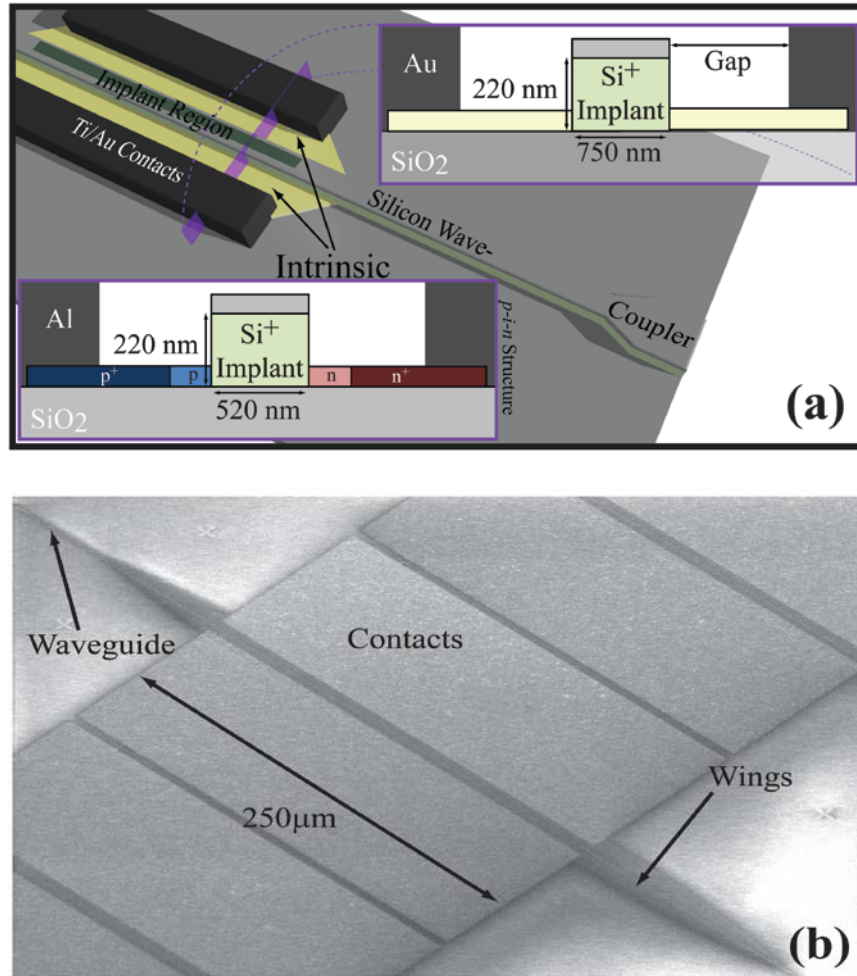 Au
220 nm
Si+
Implant
Gap
750 nm
SiO2
Implant Region
Ti/Au Contacts
Intrinsic
Silicon Wave-
Coupler
p-i-n Structure
Al
220 nm
Si+
Implant
p+
p
n
n+
520 nm
SiO2
(a)
Waveguide
Contacts
250μm
Wings
(b)